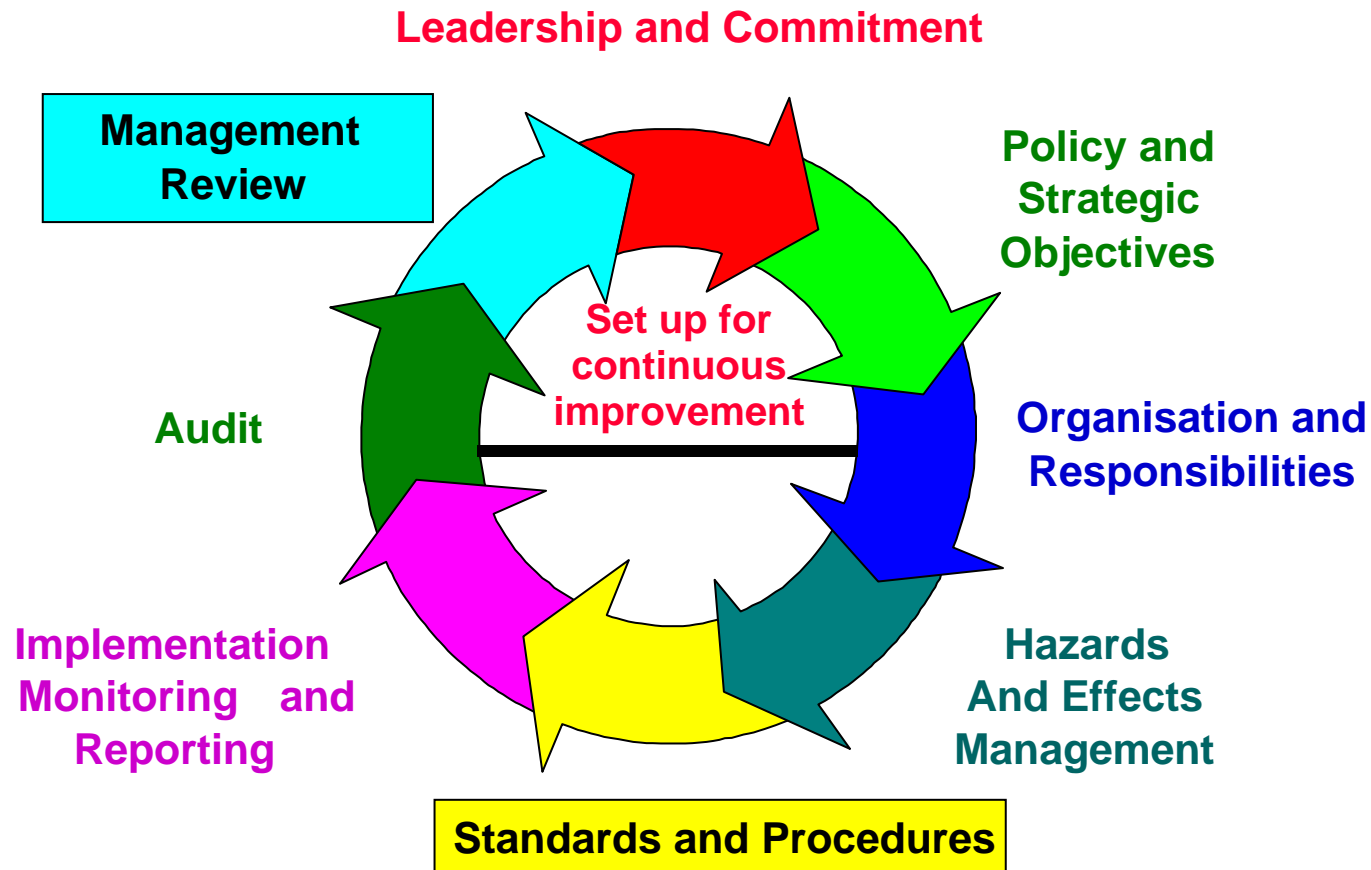 Leadership and Commitment
Management
Review
Policy and
Strategic
Objectives
Set up for
continuous
improvement
Audit
Organisation and
Responsibilities
Implementation
Monitoring and
Reporting
Hazards
And Effects
Management
Standards and Procedures